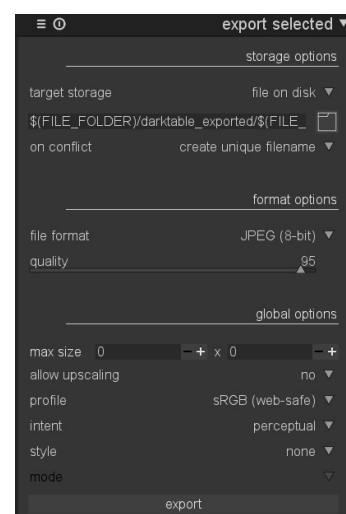 export selected
storage options
target storage file on disk
$(FILE_FOLDER)/darktable_exported/$(FILE_
on conflict create unique filename
format options
file format JPEG (8-bit)
quality 95
global options
max size 0 - + x 0 - +
allow upscaling no
profile sRGB (web-safe)
intent perceptual
style none
mode
export